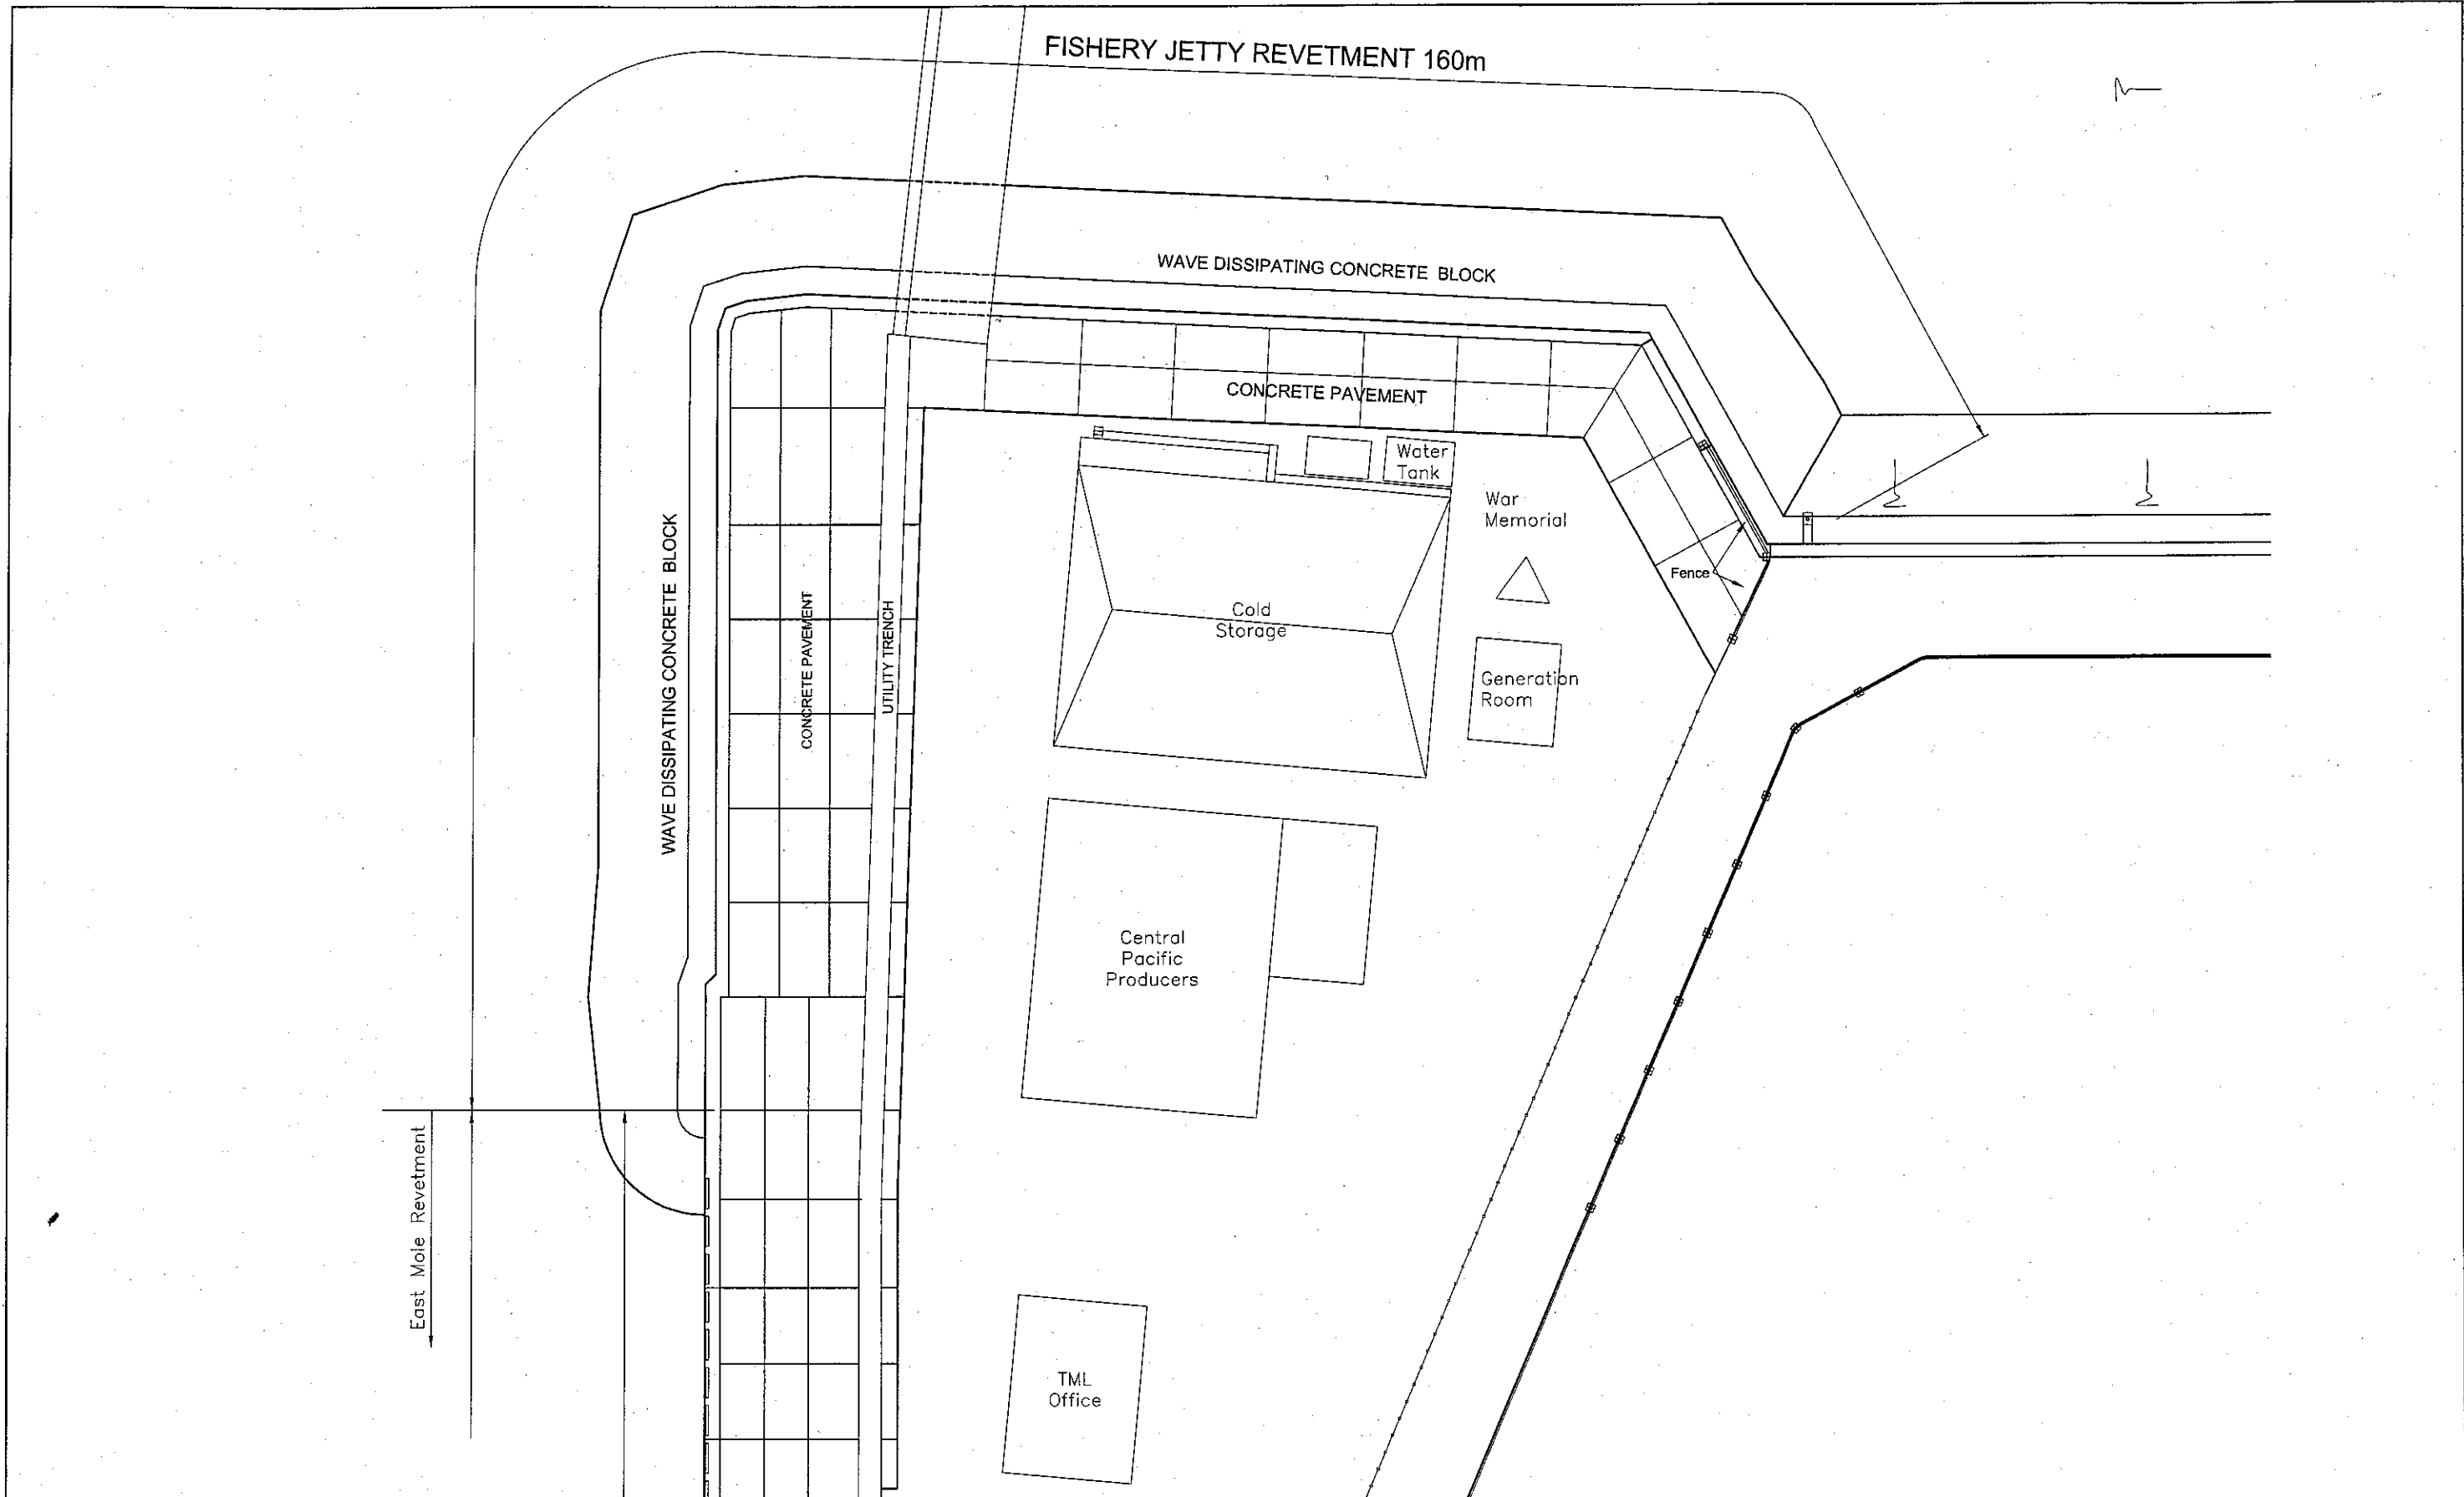 FISHERY JETTY REVETMENT 160m
WAVE DISSIPATING CONCRETE BLOCK
CONCRETE PAVEMENT
Water
Tank
War
Memorial
Fence
WAVE DISSIPATING CONCRETE BLOCK
CONCRETE PAVEMENT
UTILITY TRENCH
Cold
Storage
Generation
Room
Central
Pacific
Producers
East Mole Revetment
TML
Office